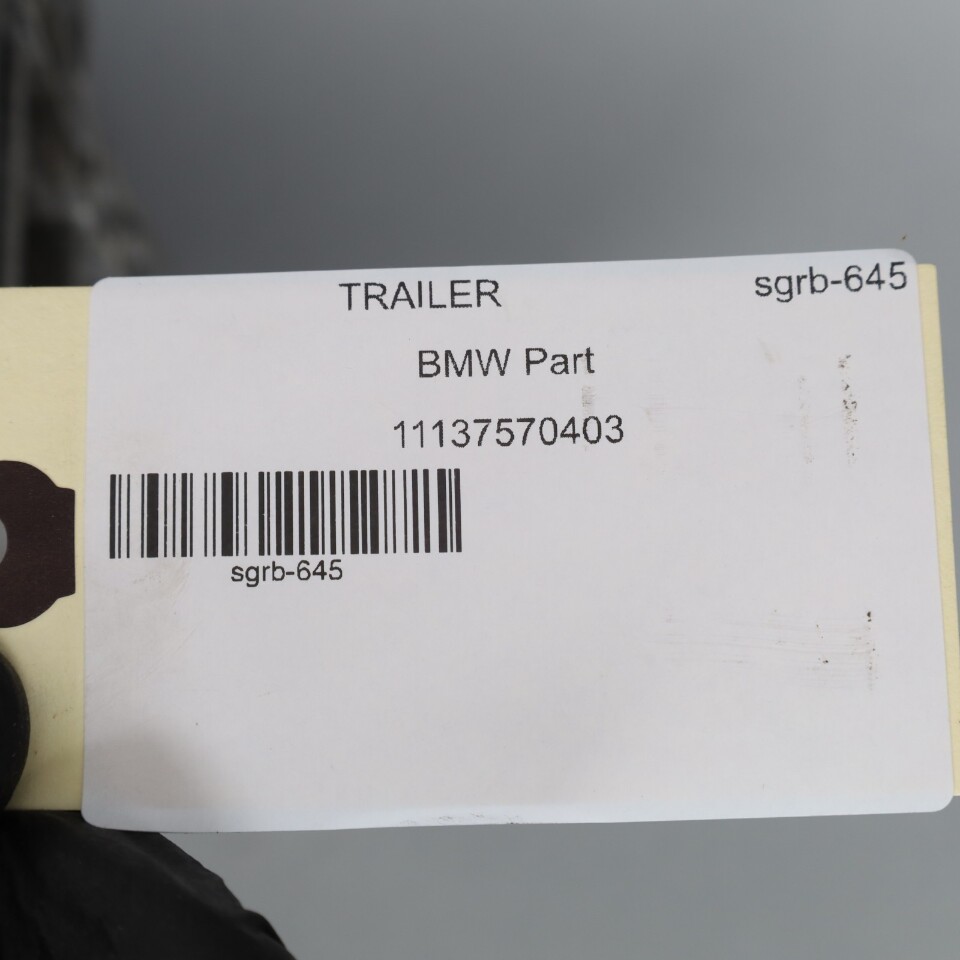 TRAILER sgrb-645
BMW Part
11137570403
sgrb-645